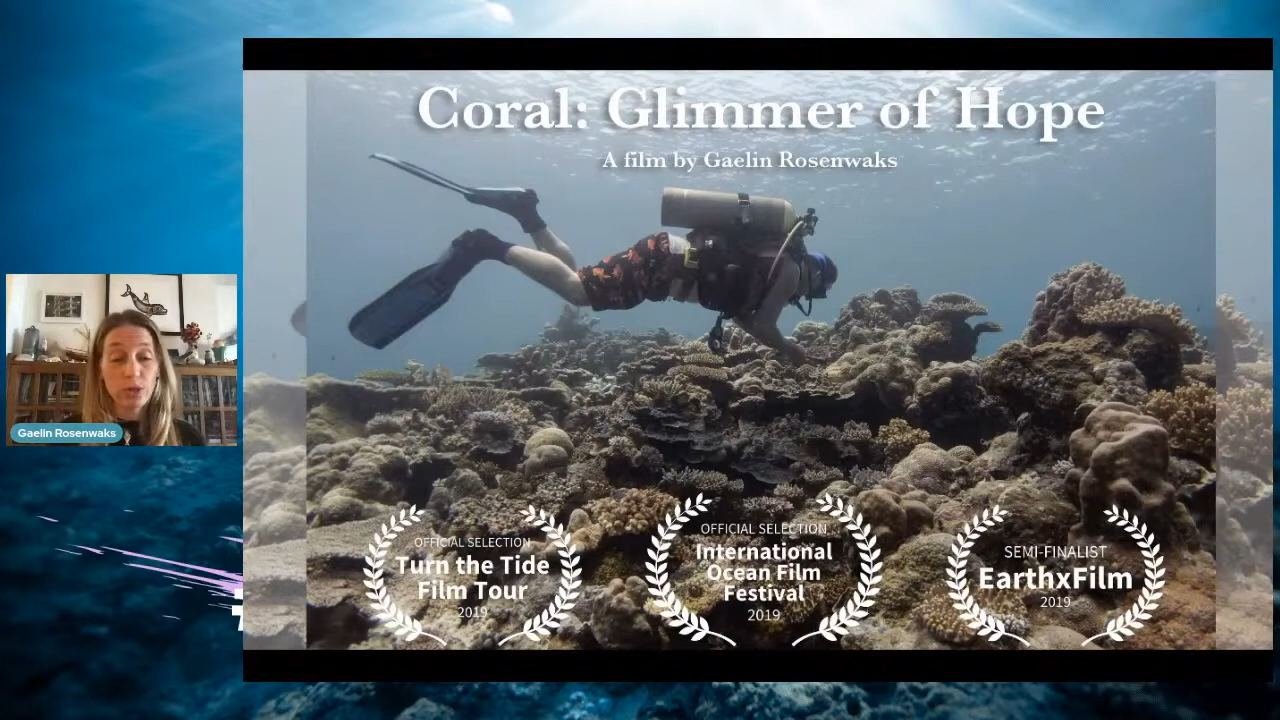 Coral: Glimmer of Hope
A film by Gaelin Rosenwaks
Gaelin Rosenwaks
OFFICIAL SELECTION
Turn the Tide
Film Tour
2019
OFFICIAL SELECTION
International
Ocean Film
Festival
2019
SEMI-FINALIST
EarthxFilm
2019